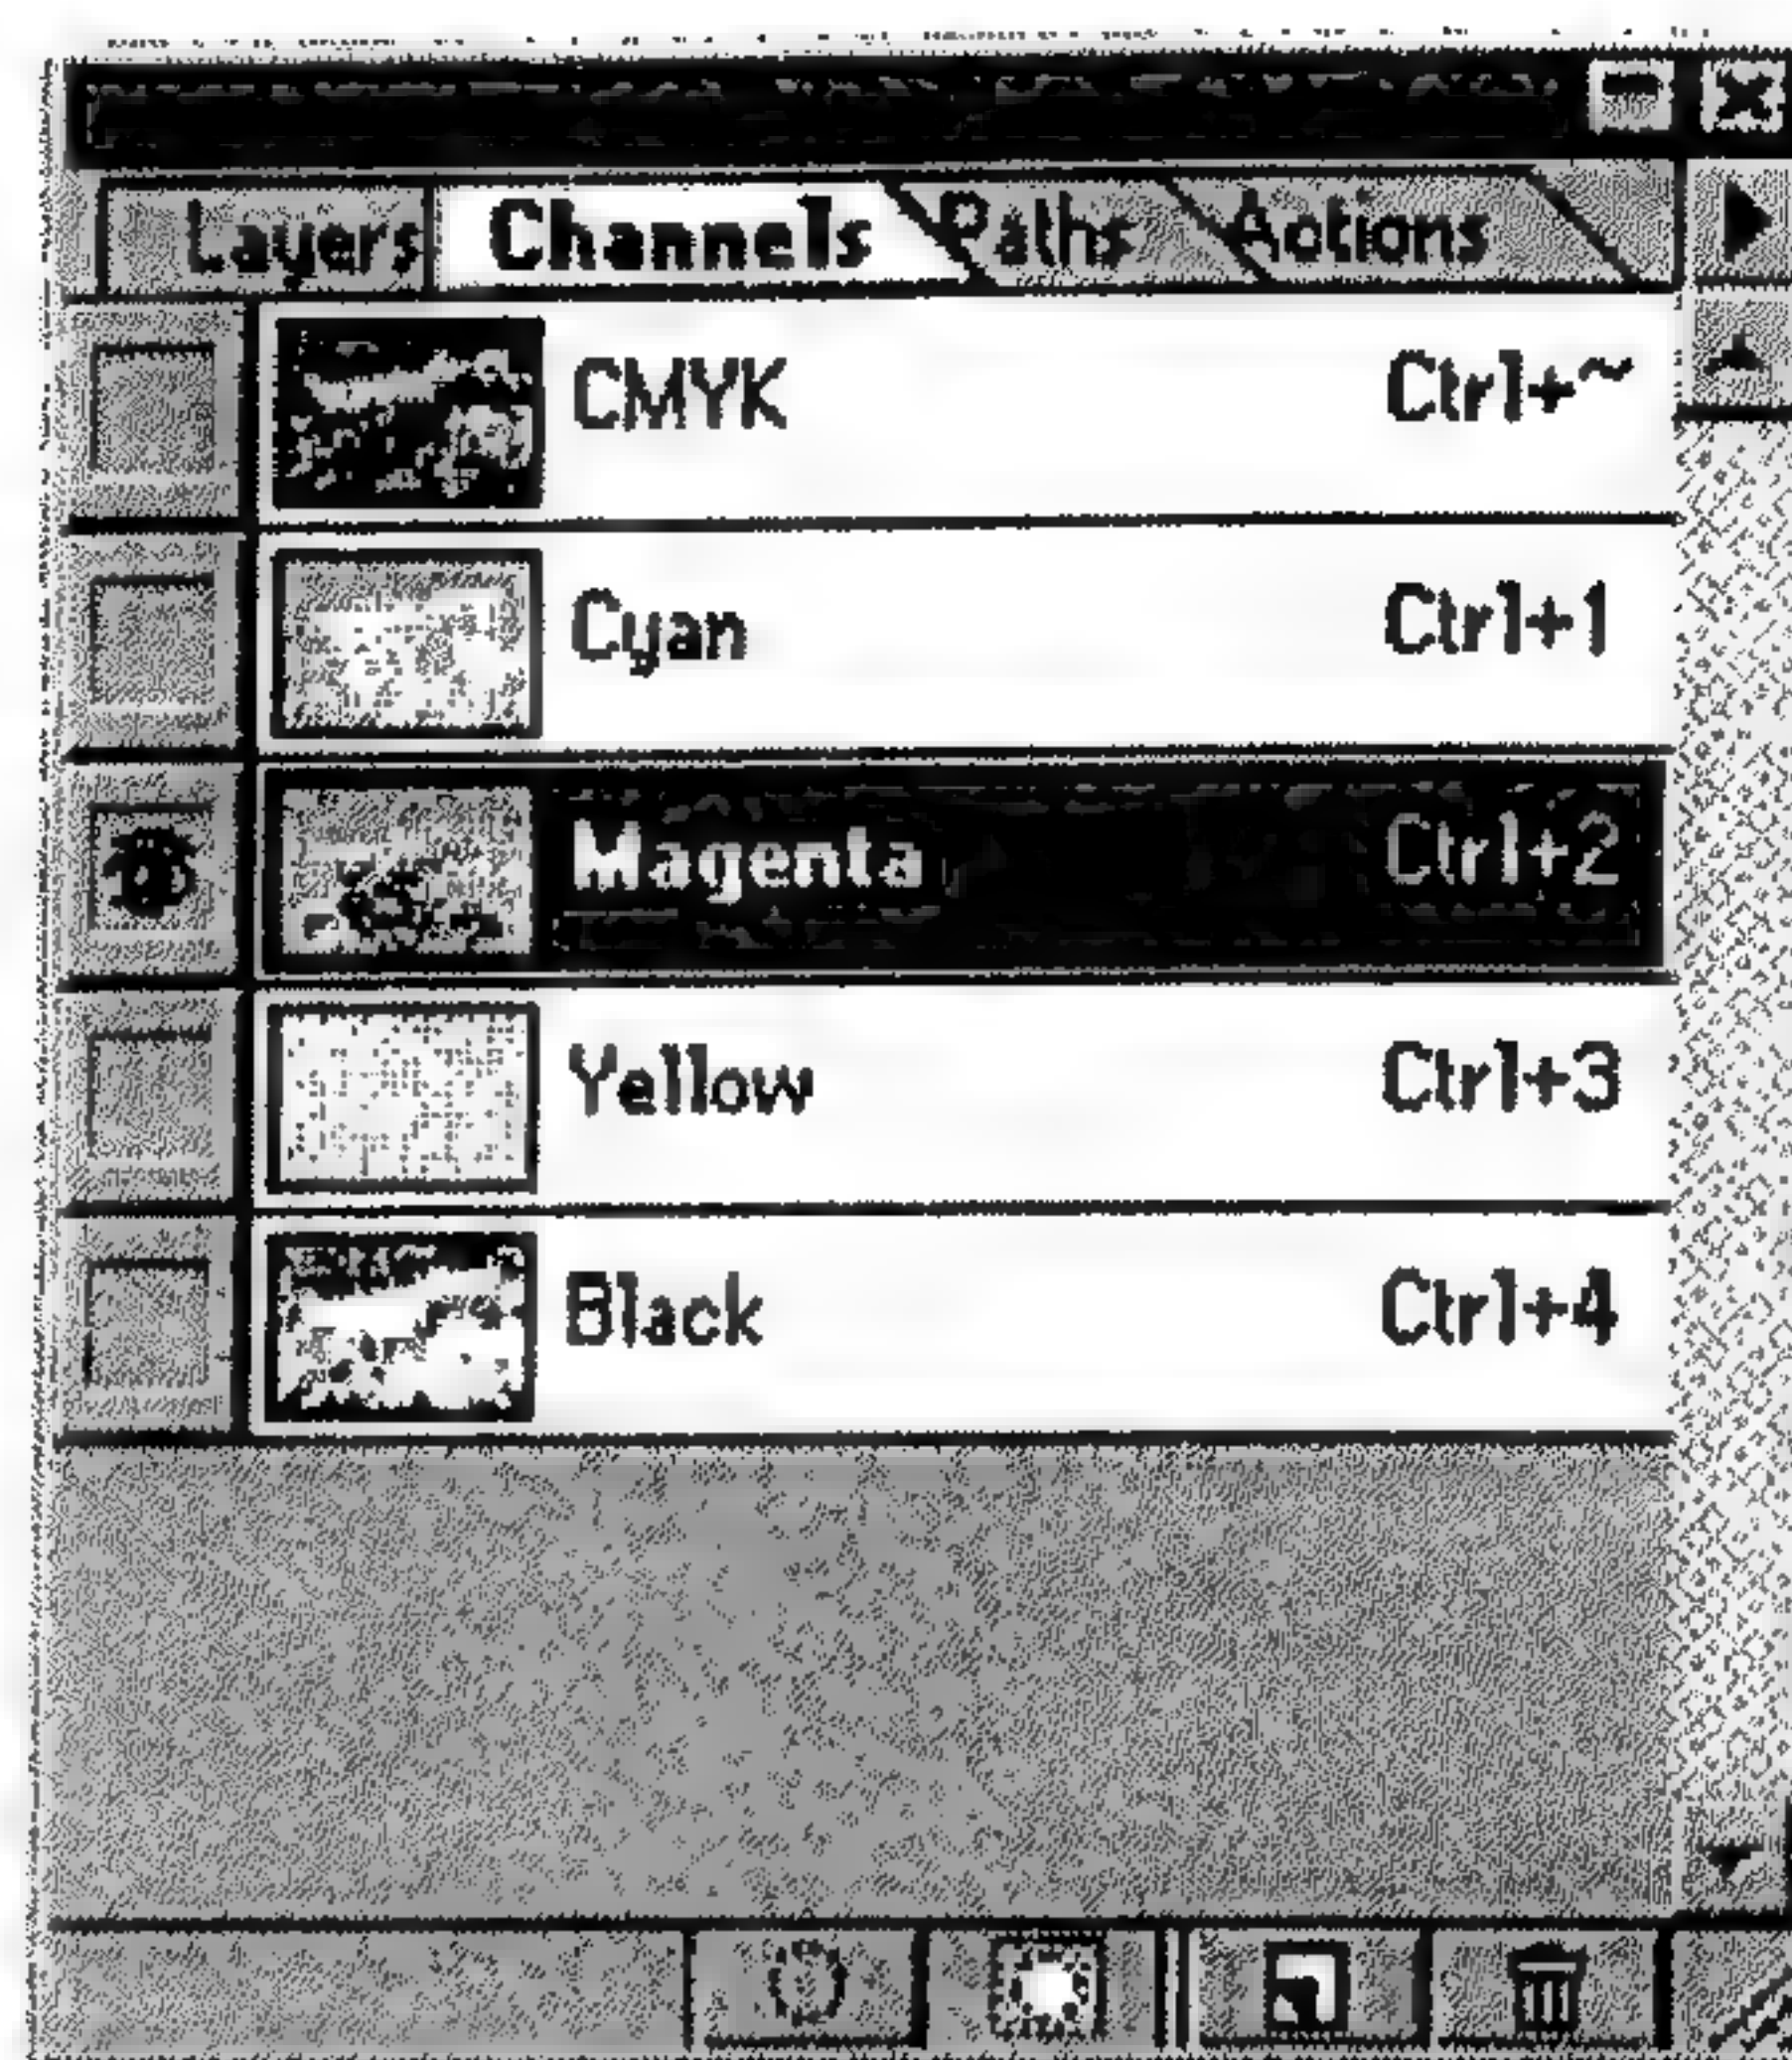 Layers Channels Paths Actions
CMYK Ctrl+~
Cyan Ctrl+1
Magenta Ctrl+2
Yellow Ctrl+3
Black Ctrl+4